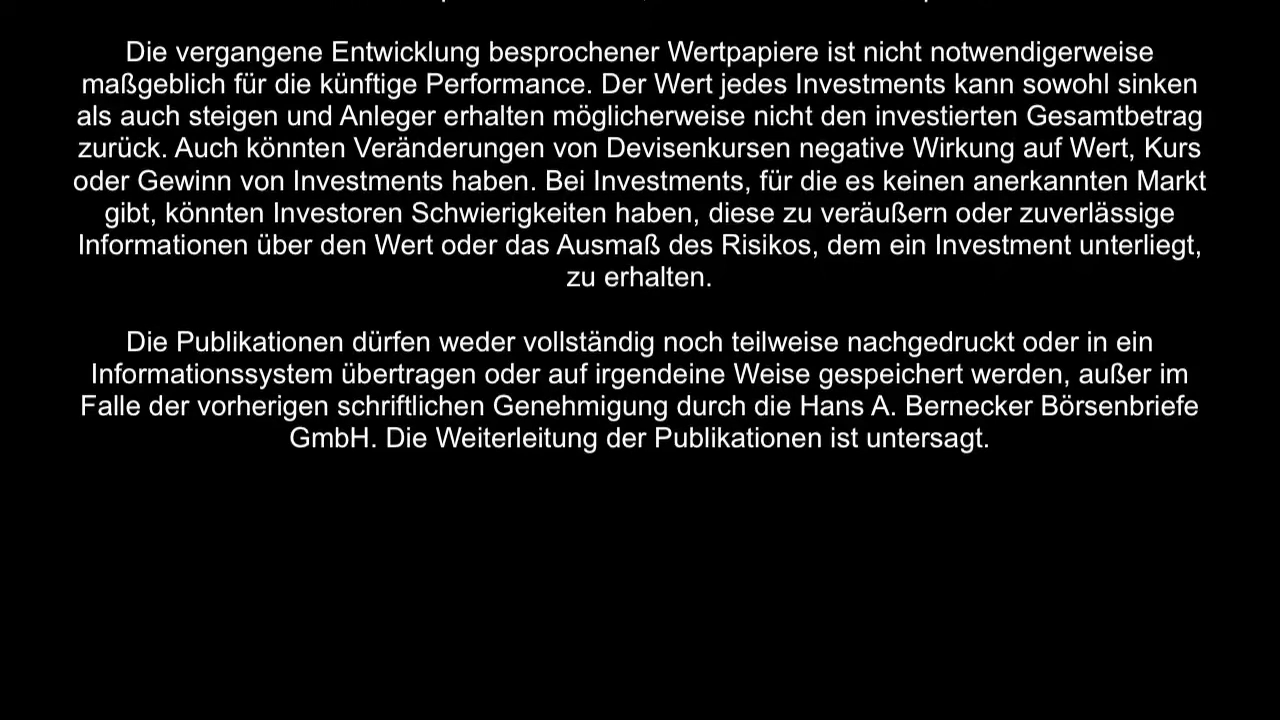 Die vergangene Entwicklung besprochener Wertpapiere ist nicht notwendigerweise
maßgeblich für die künftige Performance. Der Wert jedes Investments kann sowohl sinken
als auch steigen und Anleger erhalten möglicherweise nicht den investierten Gesamtbetrag
zurück. Auch könnten Veränderungen von Devisenkursen negative Wirkung auf Wert, Kurs
oder Gewinn von Investments haben. Bei Investments, für die es keinen anerkannten Markt
gibt, könnten Investoren Schwierigkeiten haben, diese zu veräußern oder zuverlässige
Informationen über den Wert oder das Ausmaß des Risikos, dem ein Investment unterliegt,
zu erhalten.
Die Publikationen dürfen weder vollständig noch teilweise nachgedruckt oder in ein
Informationssystem übertragen oder auf irgendeine Weise gespeichert werden, außer im
Falle der vorherigen schriftlichen Genehmigung durch die Hans A. Bernecker Börsenbriefe
GmbH. Die Weiterleitung der Publikationen ist untersagt.